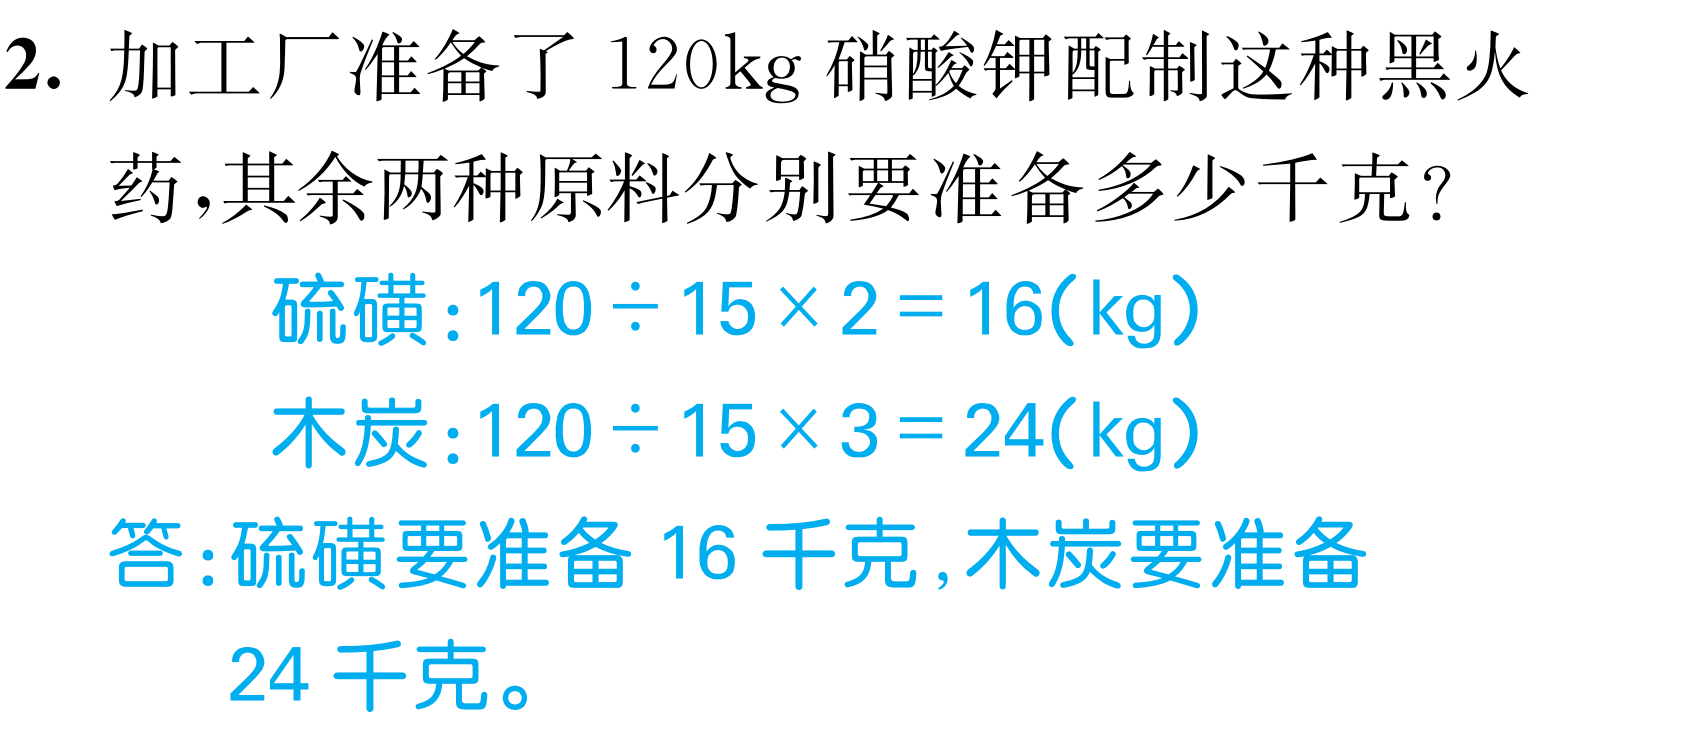 2. 加工厂准备了 120kg 硝酸钾配制这种黑火
药,其余两种原料分别要准备多少千克?
硫磺:120÷15×2=16(kg)
木炭:120÷15×3=24(kg)
答:硫磺要准备 16 千克,木炭要准备
24 千克。